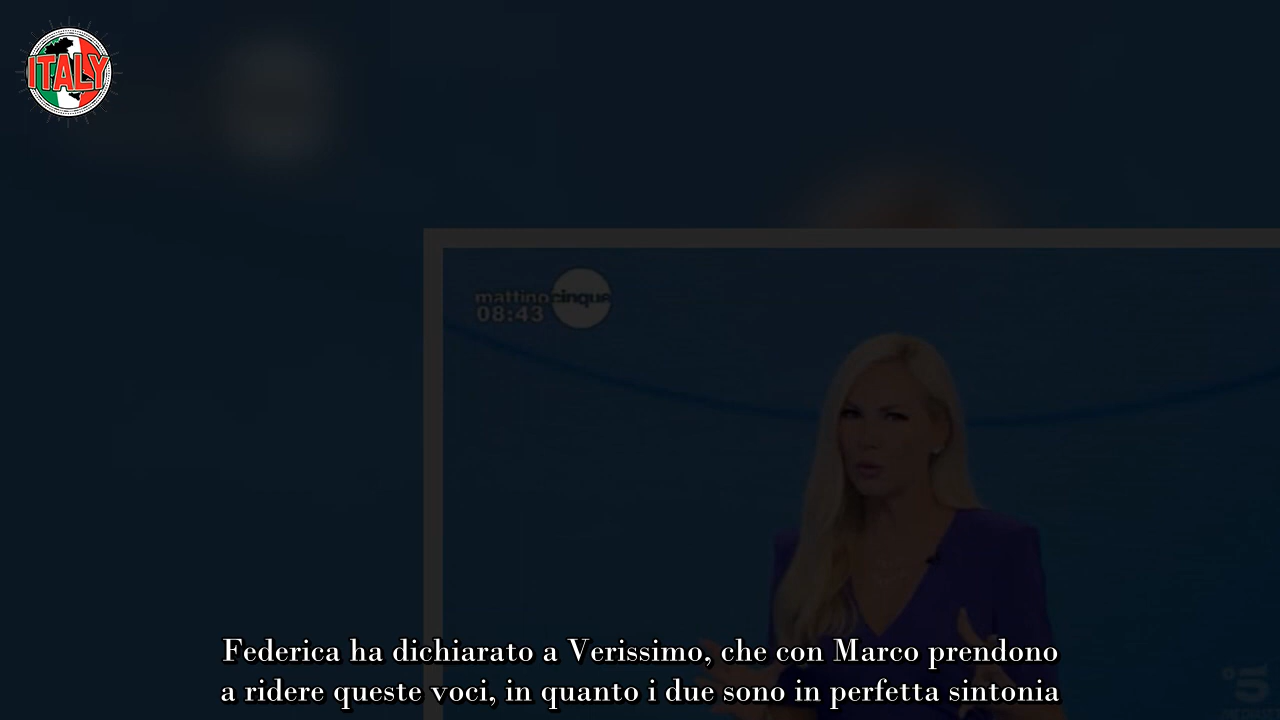 ITALY
mattino cinque
08:43
5
Federica ha dichiarato a Verissimo, che con Marco prendono
a ridere queste voci, in quanto i due sono in perfetta sintonia